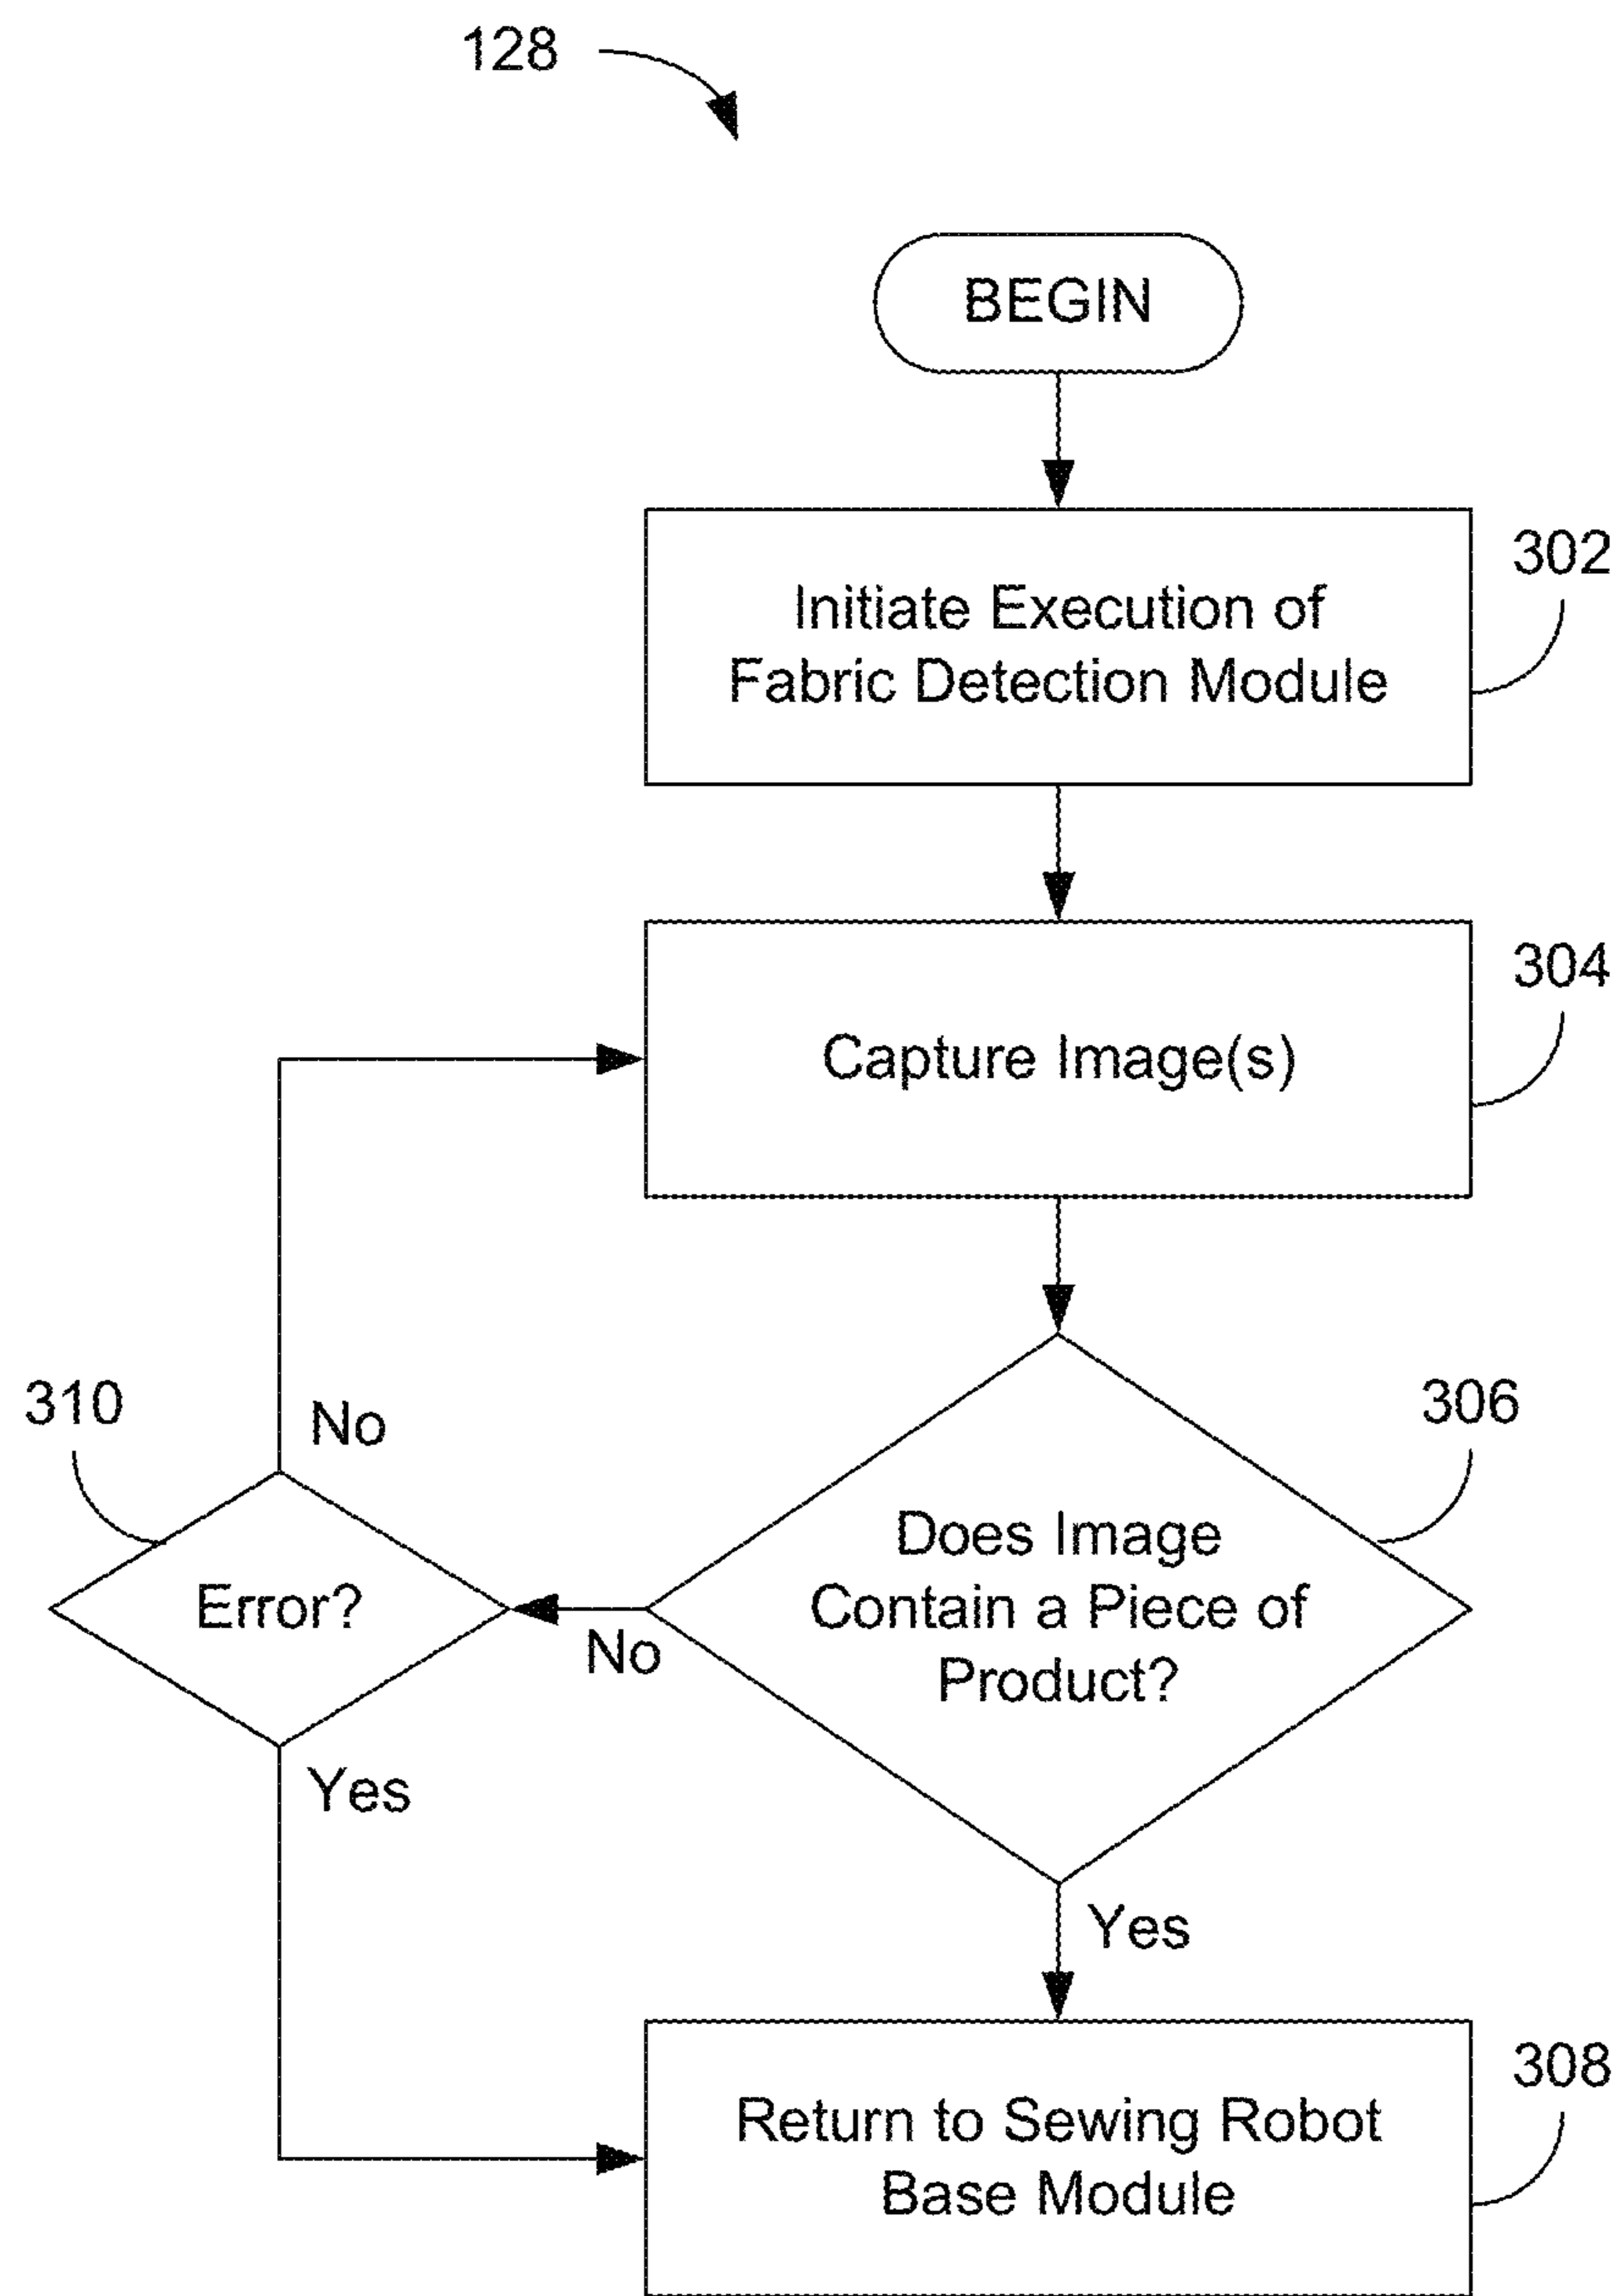 128
BEGIN
302
Initiate Execution of
Fabric Detection Module
304
Capture Image(s)
310
No
306
Does Image
Contain a Piece of
Product?
Error?
No
Yes
Yes
308
Return to Sewing Robot
Base Module